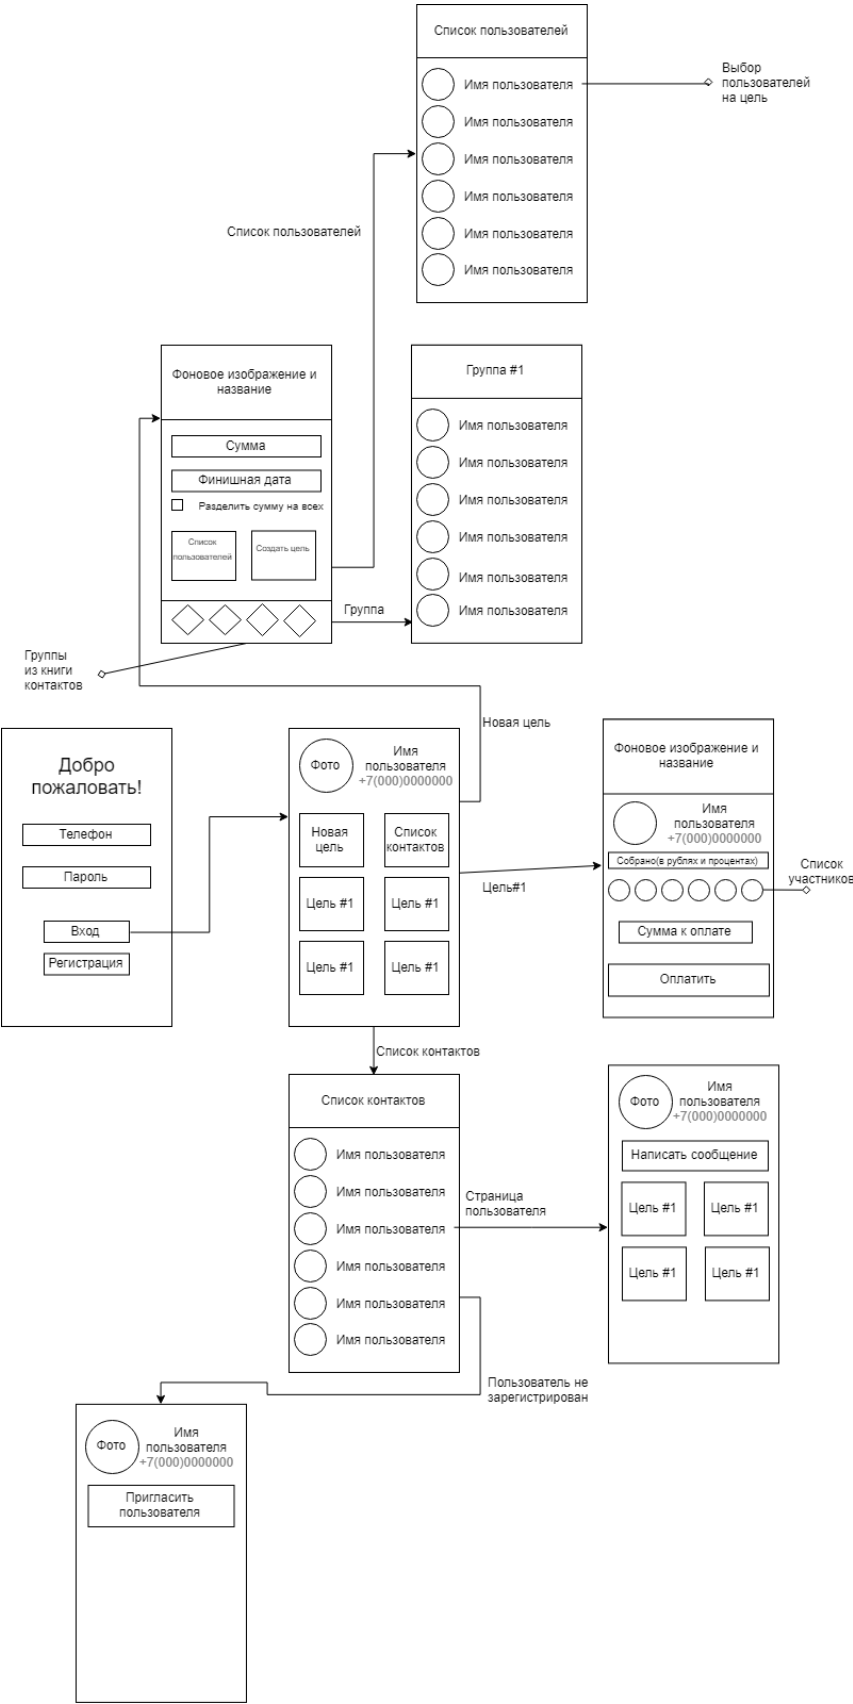 Список пользователей
Имя пользователя
Имя пользователя
Имя пользователя
Имя пользователя
Имя пользователя
Имя пользователя
Выбор
пользователей
на цель
Список пользователей
Фоновое изображение и
название
Сумма
Финишная дата
Разделить сумму на всех
Список
пользователей
Создать цель
Группа
Группа #1
Имя пользователя
Имя пользователя
Имя пользователя
Имя пользователя
Имя пользователя
Имя пользователя
Группы
из книги
контактов
Новая цель
Добро
пожаловать!
Телефон
Пароль
Вход
Регистрация
Фото
Имя
пользователя
+7(000)0000000
Новая
цель
Список
контактов
Цель #1
Цель #1
Цель #1
Цель #1
Цель#1
Фоновое изображение и
название
Имя
пользователя
+7(000)0000000
Собрано(в рублях и процентах)
Список
участников
Сумма к оплате
Оплатить
Список контактов
Список контактов
Имя пользователя
Имя пользователя
Имя пользователя
Имя пользователя
Имя пользователя
Имя пользователя
Страница
пользователя
Фото
Имя
пользователя
+7(000)0000000
Написать сообщение
Цель #1
Цель #1
Цель #1
Цель #1
Пользователь не
зарегистрирован
Фото
Имя
пользователя
+7(000)0000000
Пригласить
пользователя